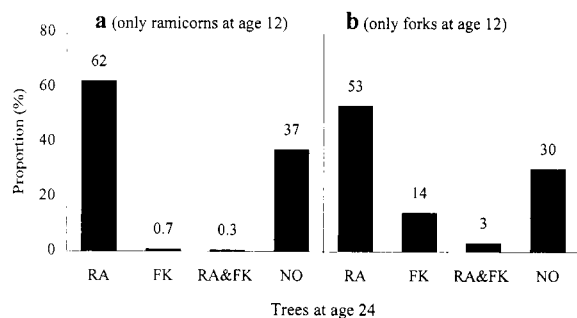 a (only ramicorns at age 12)
b (only forks at age 12)
Proportion (%)
80
60
40
20
0
62
0.7
0.3
37
53
14
3
30
RA FK RA&FK NO RA FK RA&FK NO
Trees at age 24